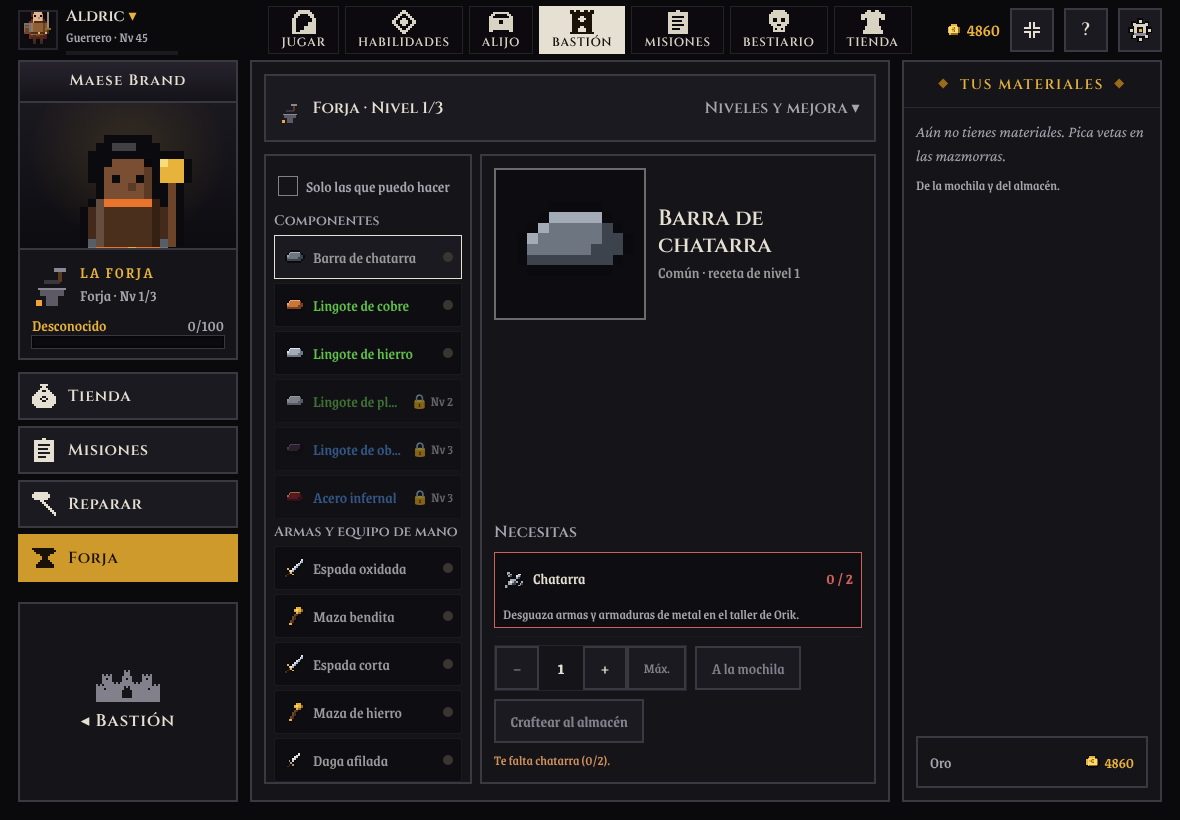 Aldric ▾
Guerrero · Nv 45
Jugar
Habilidades
Alijo
Bastión
Misiones
Bestiario
Tienda
4860
?
Maese Brand
La Forja
Forja · Nv 1/3
Desconocido 0/100
Tienda
Misiones
Reparar
Forja
◂ Bastión
Forja · Nivel 1/3
Niveles y mejora ▾
Solo las que puedo hacer
Componentes
Barra de chatarra
Lingote de cobre
Lingote de hierro
Lingote de pl... Nv 2
Lingote de ob... Nv 3
Acero infernal Nv 3
Armas y equipo de mano
Espada oxidada
Maza bendita
Espada corta
Maza de hierro
Daga afilada
Barra de
chatarra
Común · receta de nivel 1
Necesitas
Chatarra 0 / 2
Desguaza armas y armaduras de metal en el taller de Orik.
− 1 + Máx.
A la mochila
Craftear al almacén
Te falta chatarra (0/2).
◆ Tus materiales ◆
Aún no tienes materiales. Pica vetas en
las mazmorras.
De la mochila y del almacén.
Oro 4860